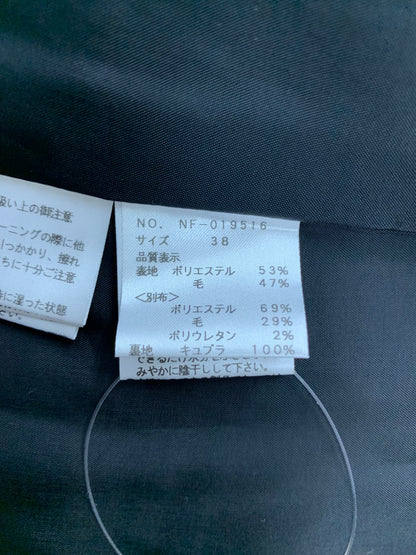 扱い上の御注意
ーニングの際に他
引っかかり、擦れ
ちに十分ご注意
時に湿った状態
NO. NF-019516
サイズ 38
品質表示
表地 ポリエステル 53%
毛 47%
<別布>
ポリエステル 69%
毛 29%
ポリウレタン 2%
裏地 キュプラ 100%
みやかに陰干しして下さい。